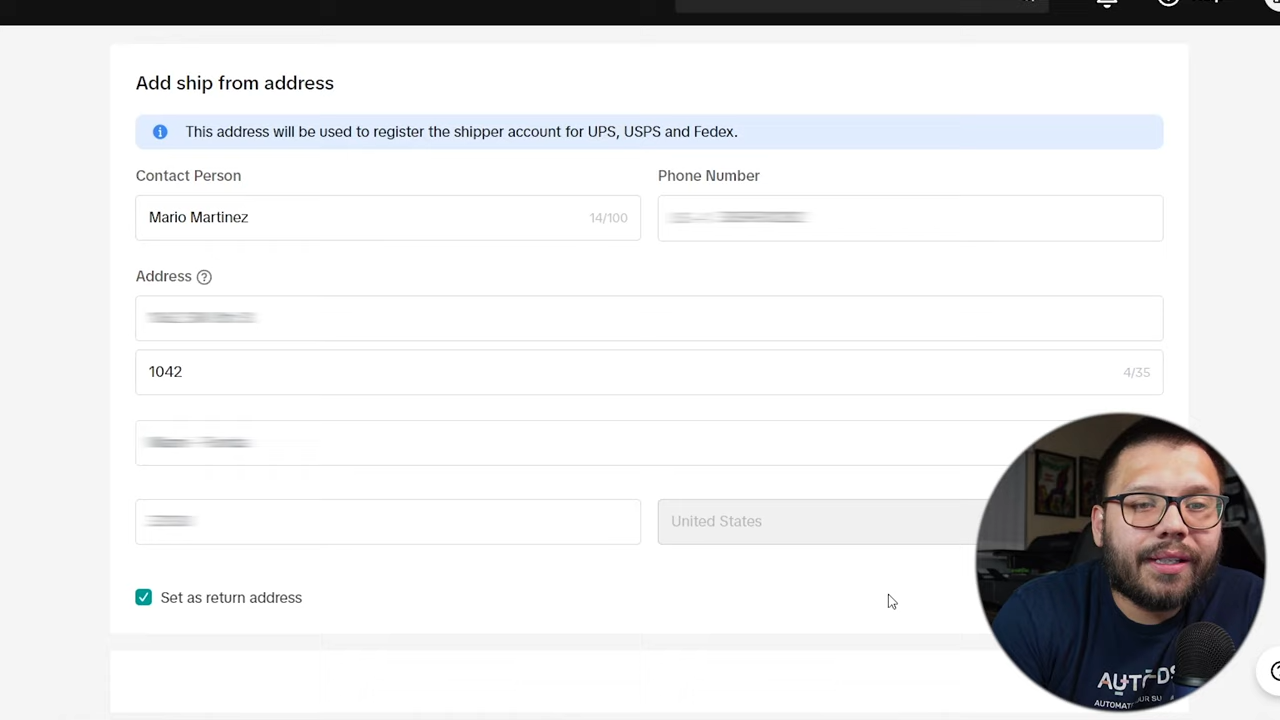 Add ship from address
This address will be used to register the shipper account for UPS, USPS and Fedex.
Contact Person
Phone Number
Mario Martinez
14/100
Address
1042
4/35
United States
Set as return address